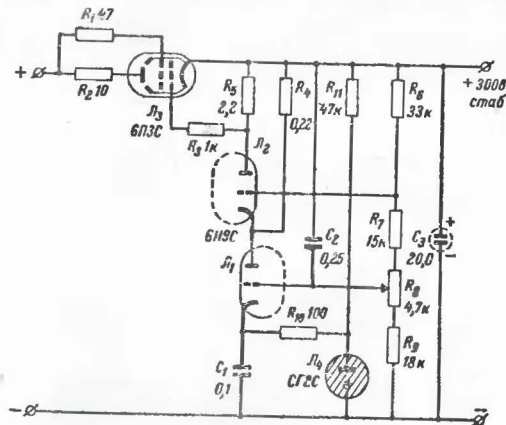 R1 47
+
R2 10
Л3
6П3С
R3 1к
R5
2,2
R4
0,22
R11
47к
R6
33к
+300В
стаб
Л2
6Н9С
R7
15к
C2
0,25
C3
20,0
+
−
Л1
R8
4,7к
R10 100
R9
18к
C1
0,1
Л4
СГ2С
−
−